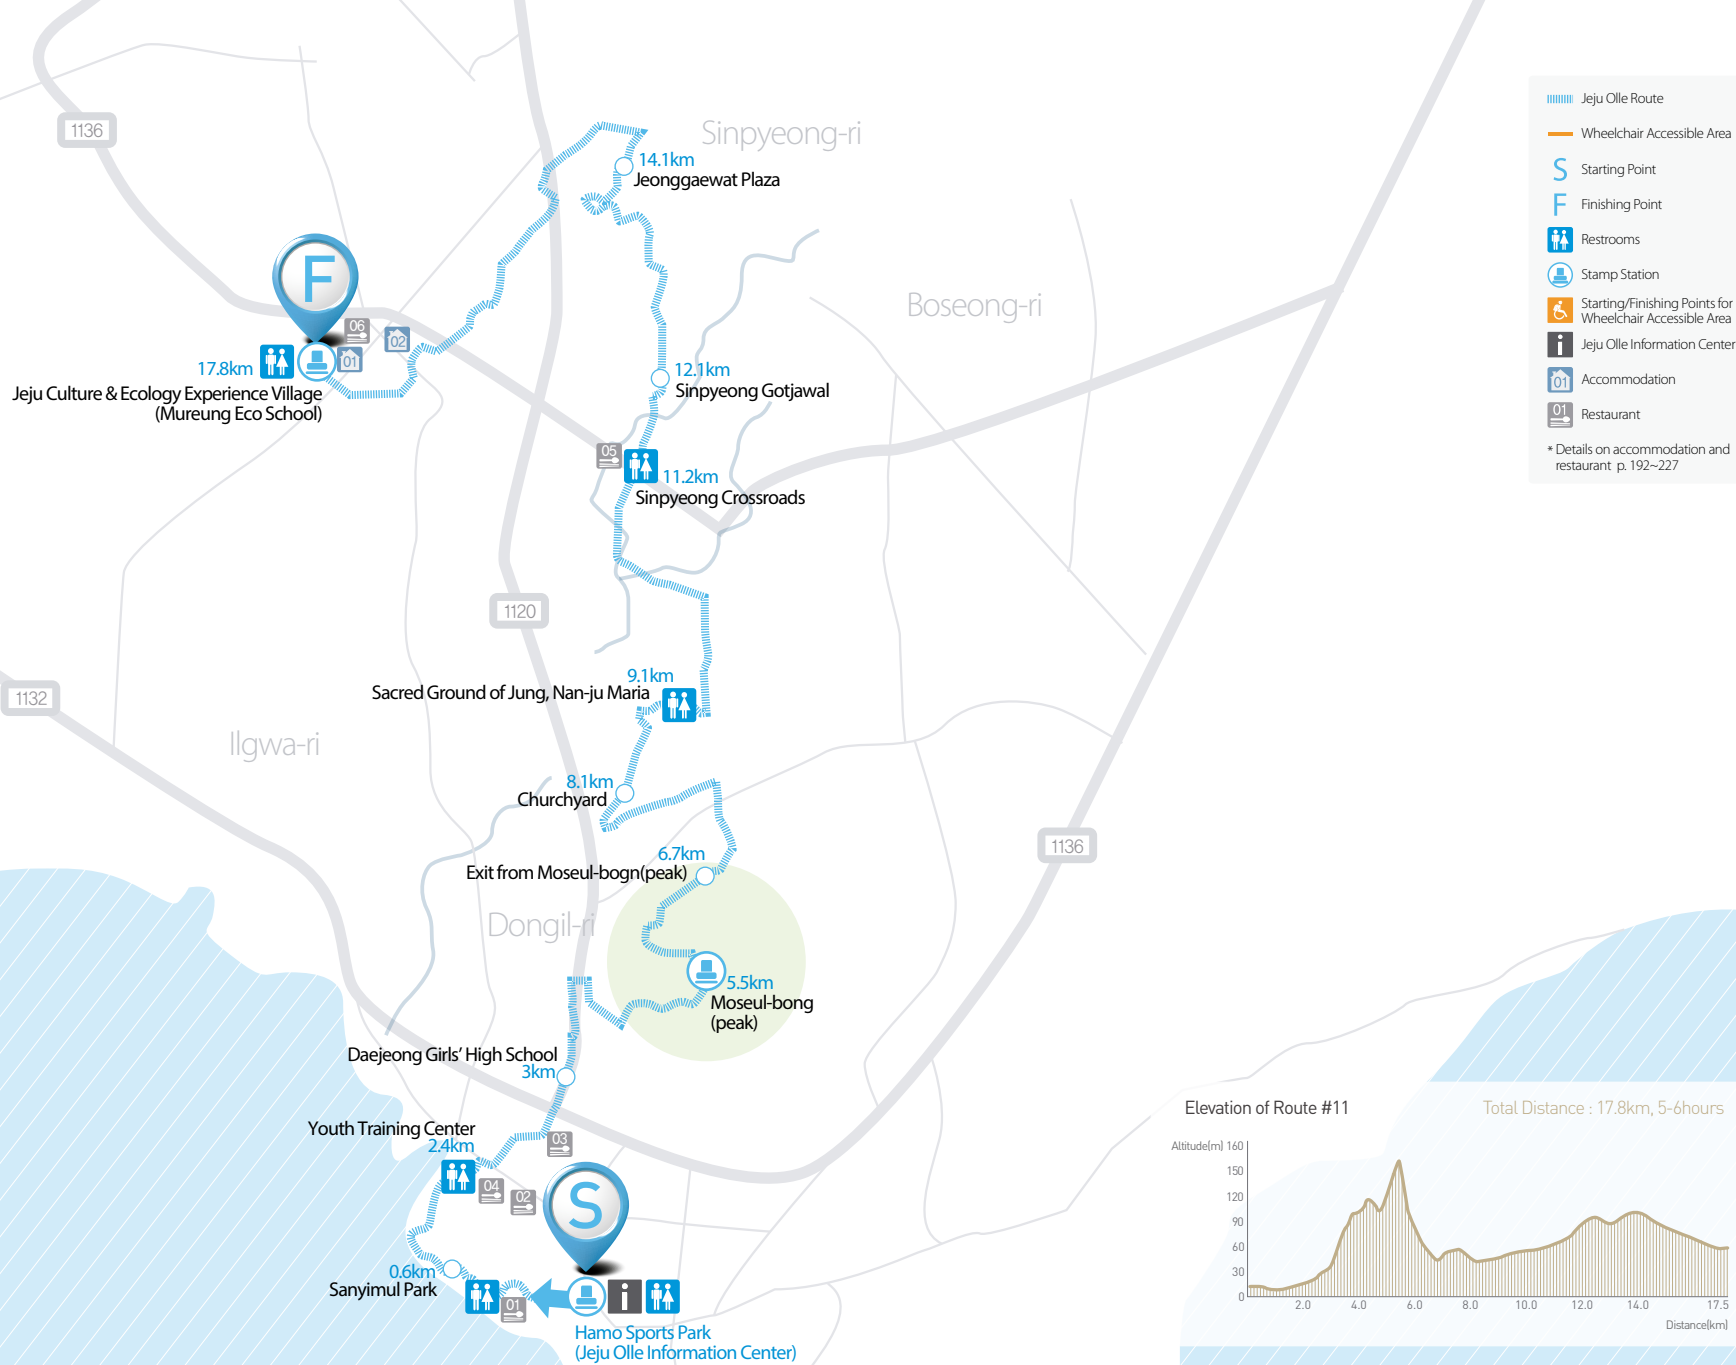 1136
Sinpyeong-ri
14.1km
Jeonggaewat Plaza
Jeju Olle Route
Wheelchair Accessible Area
S Starting Point
F Finishing Point
Restrooms
Stamp Station
Starting/Finishing Points for
Wheelchair Accessible Area
i Jeju Olle Information Center
01 Accommodation
01 Restaurant
* Details on accommodation and
restaurant p. 192~227
F
06
02
01
17.8km
Jeju Culture & Ecology Experience Village
(Mureung Eco School)
Boseong-ri
12.1km
Sinpyeong Gotjawal
05
11.2km
Sinpyeong Crossroads
1120
1132
9.1km
Sacred Ground of Jung, Nan-ju Maria
Ilgwa-ri
8.1km
Churchyard
1136
6.7km
Exit from Moseul-bogn(peak)
Dongil-ri
5.5km
Moseul-bong
(peak)
Daejeong Girls' High School
3km
Youth Training Center
2.4km
03
04
02
S
0.6km
Sanyimul Park
01
i
Hamo Sports Park
(Jeju Olle Information Center)
Elevation of Route #11
Total Distance : 17.8km, 5-6hours
Altitude(m) 160
150
120
90
60
30
0
2.0 4.0 6.0 8.0 10.0 12.0 14.0 17.5
Distance(km)